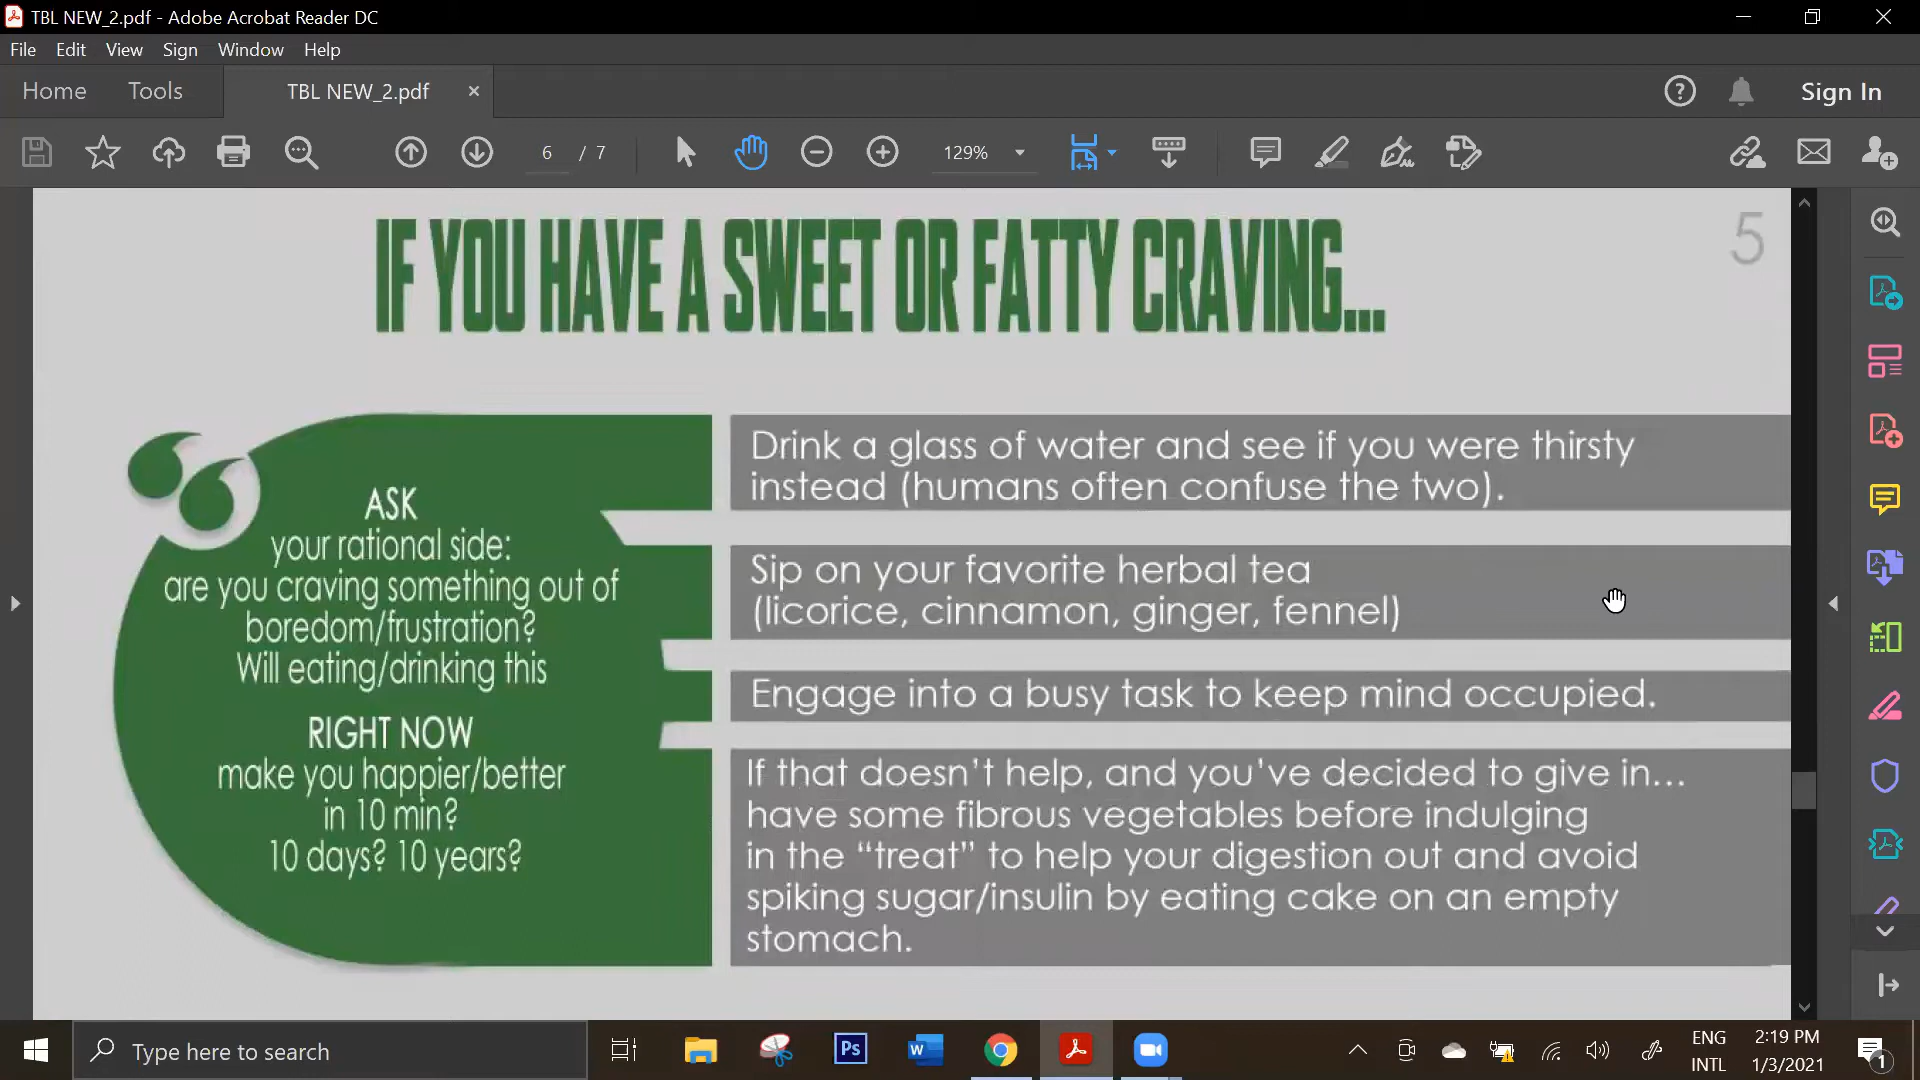 TBL NEW_2.pdf - Adobe Acrobat Reader DC
File Edit View Sign Window Help
Home Tools TBL NEW_2.pdf × Sign In
6 / 7 129%
IF YOU HAVE A SWEET OR FATTY CRAVING...
5
ASK
your rational side:
are you craving something out of
boredom/frustration?
Will eating/drinking this
RIGHT NOW
make you happier/better
in 10 min?
10 days? 10 years?
Drink a glass of water and see if you were thirsty
instead (humans often confuse the two).
Sip on your favorite herbal tea
(licorice, cinnamon, ginger, fennel)
Engage into a busy task to keep mind occupied.
If that doesn't help, and you've decided to give in...
have some fibrous vegetables before indulging
in the "treat" to help your digestion out and avoid
spiking sugar/insulin by eating cake on an empty
stomach.
Type here to search
Ps
W
ENG
INTL
2:19 PM
1/3/2021
1